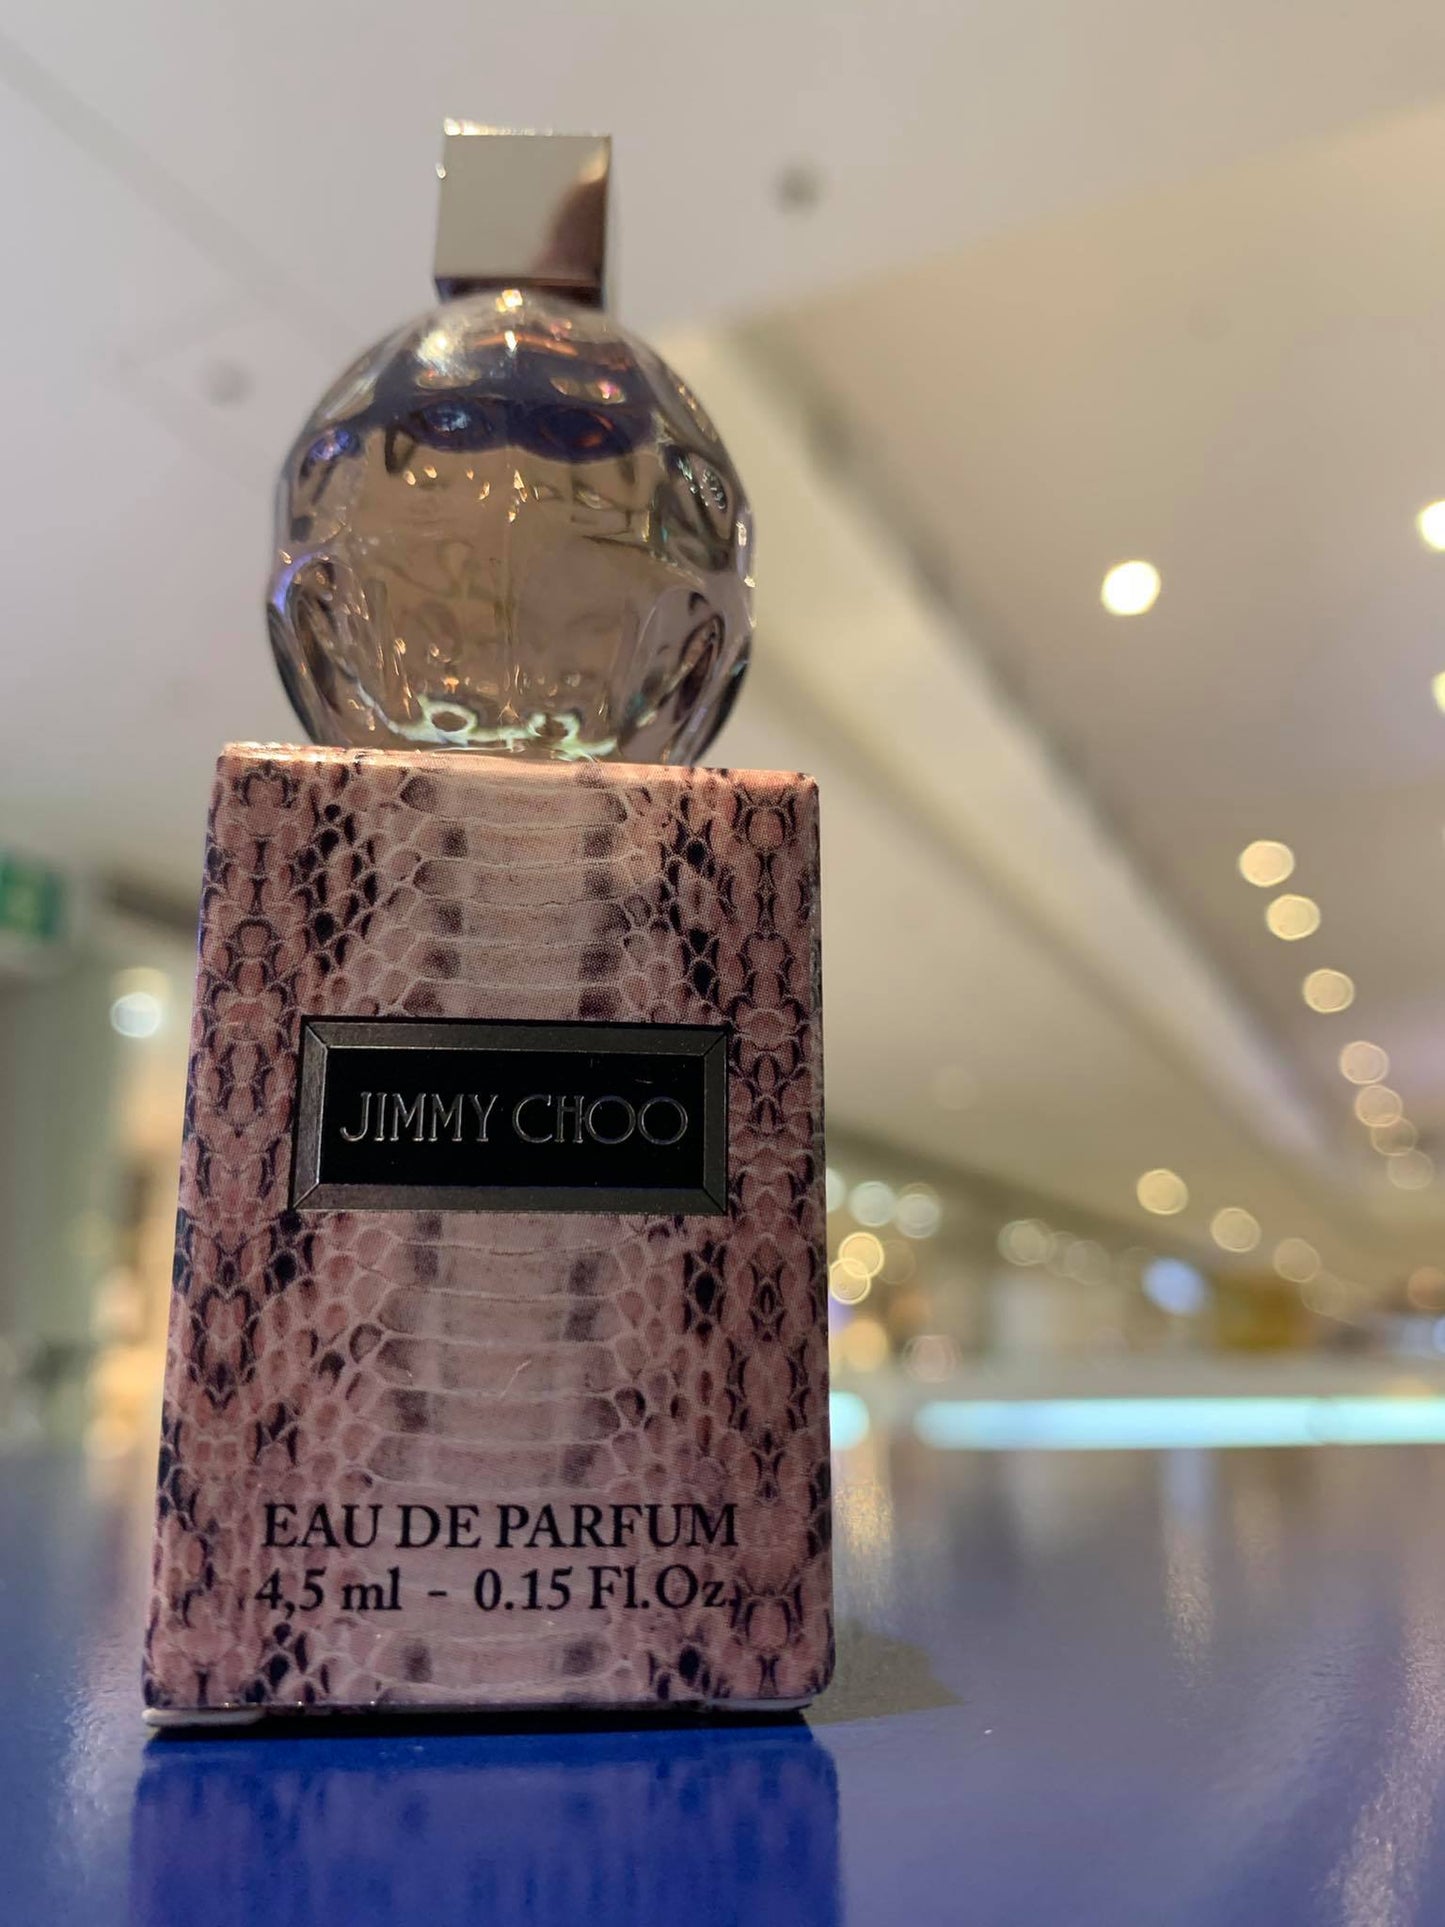 JIMMY CHOO
EAU DE PARFUM
4,5 ml - 0.15 Fl.Oz.